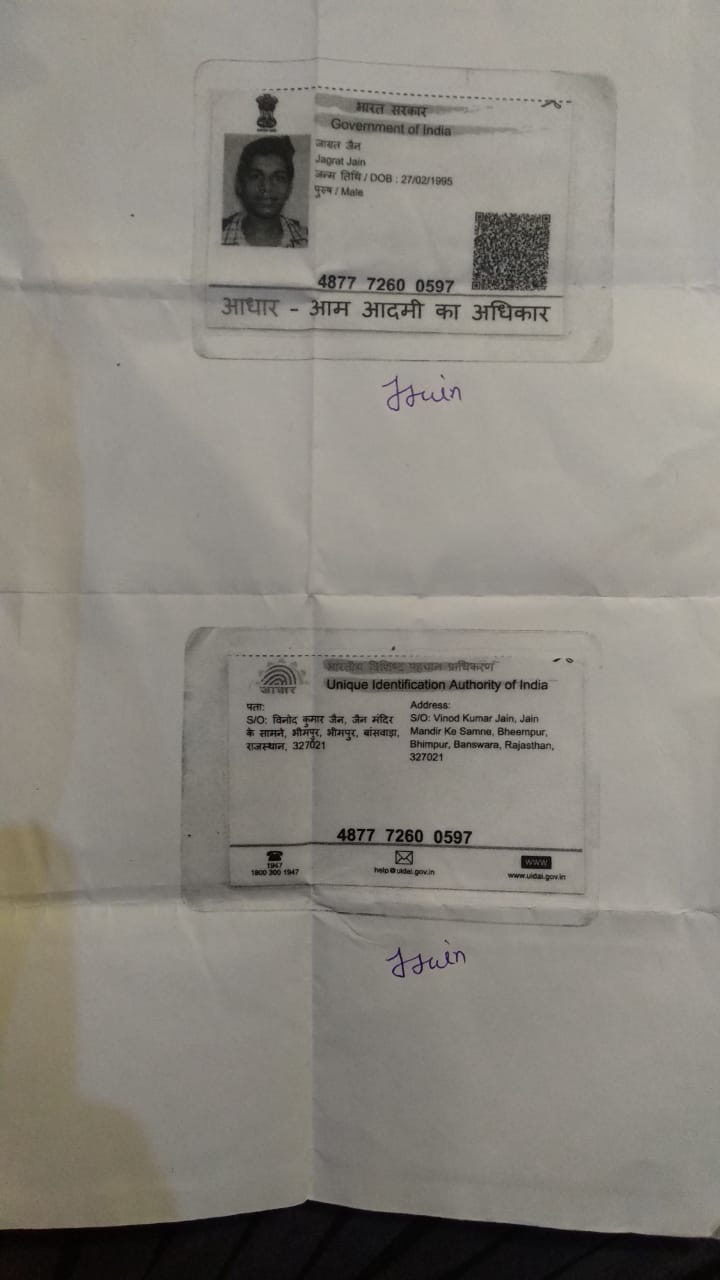 भारत सरकार
Government of India
जाग्रत जैन
Jagrat Jain
जन्म तिथि / DOB : 27/02/1995
पुरुष / Male
4877 7260 0597
आधार - आम आदमी का अधिकार
JJain
भारतीय विशिष्ट पहचान प्राधिकरण
आधार
Unique Identification Authority of India
पता:
S/O: विनोद कुमार जैन, जैन मंदिर
के सामने, भीमपुर, भीमपुर, बांसवाड़ा,
राजस्थान, 327021
Address:
S/O: Vinod Kumar Jain, Jain
Mandir Ke Samne, Bheempur,
Bhimpur, Banswara, Rajasthan,
327021
4877 7260 0597
1947
1800 300 1947
help@uidai.gov.in
WWW
www.uidai.gov.in
JJain